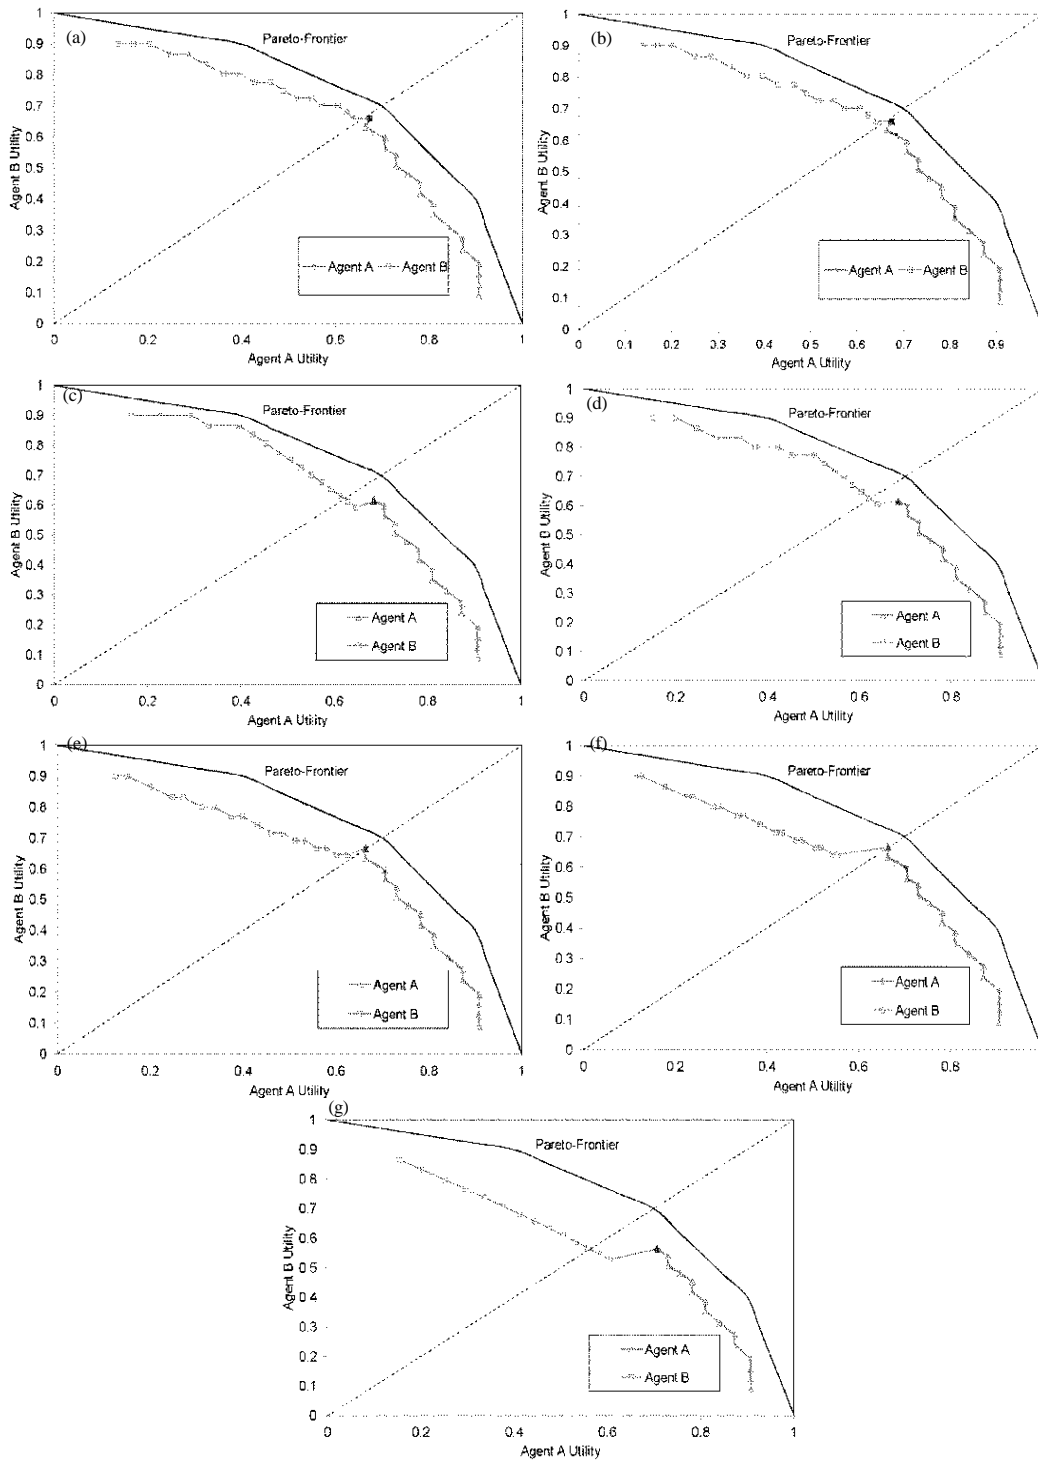 (a)
Pareto-Frontier
1
0.9
0.8
0.7
0.6
0.5
0.4
0.3
0.2
0.1
0
Agent B Utility
Agent A Agent B
0 0.2 0.4 0.6 0.8 1
Agent A Utility
(b)
Pareto-Frontier
1
0.9
0.8
0.7
0.6
0.5
0.4
0.3
0.2
0.1
0
Agent B Utility
Agent A Agent B
0 0.1 0.2 0.3 0.4 0.5 0.6 0.7 0.8 0.9
Agent A Utility
(c)
Pareto-Frontier
1
0.9
0.8
0.7
0.6
0.5
0.4
0.3
0.2
0.1
0
Agent B Utility
Agent A
Agent B
0 0.2 0.4 0.6 0.8 1
Agent A Utility
(d)
Pareto-Frontier
1
0.9
0.8
0.7
0.6
0.5
0.4
0.3
0.2
0.1
0
Agent B Utility
Agent A
Agent B
0 0.2 0.4 0.6 0.8
Agent A Utility
(e)
Pareto-Frontier
1
0.9
0.8
0.7
0.6
0.5
0.4
0.3
0.2
0.1
0
Agent B Utility
Agent A
Agent B
0 0.2 0.4 0.6 0.8 1
Agent A Utility
(f)
Pareto-Frontier
1
0.9
0.8
0.7
0.6
0.5
0.4
0.3
0.2
0.1
0
Agent B Utility
Agent A
Agent B
0 0.2 0.4 0.6 0.8
Agent A Utility
(g)
Pareto-Frontier
1
0.9
0.8
0.7
0.6
0.5
0.4
0.3
0.2
0.1
0
Agent B Utility
Agent A
Agent B
0 0.2 0.4 0.6 0.8 1
Agent A Utility